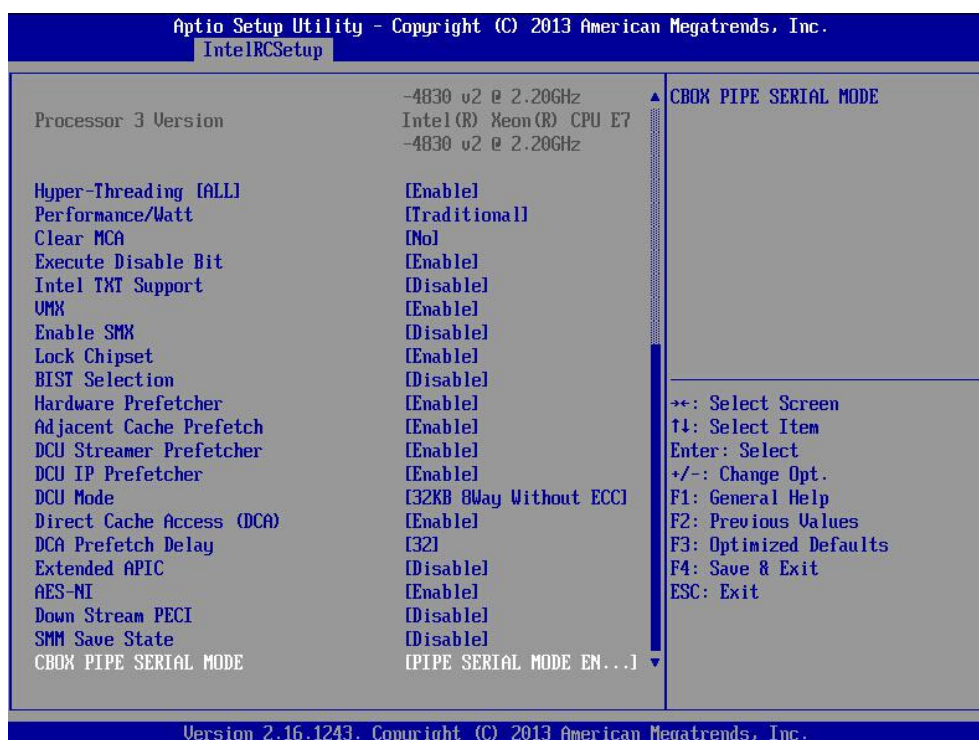 Aptio Setup Utility - Copyright (C) 2013 American Megatrends, Inc.
IntelRCSetup
-4830 v2 @ 2.20GHz
Processor 3 Version Intel(R) Xeon(R) CPU E7
-4830 v2 @ 2.20GHz
Hyper-Threading [ALL] [Enable]
Performance/Watt [Traditional]
Clear MCA [No]
Execute Disable Bit [Enable]
Intel TXT Support [Disable]
VMX [Enable]
Enable SMX [Disable]
Lock Chipset [Enable]
BIST Selection [Disable]
Hardware Prefetcher [Enable]
Adjacent Cache Prefetch [Enable]
DCU Streamer Prefetcher [Enable]
DCU IP Prefetcher [Enable]
DCU Mode [32KB 8Way Without ECC]
Direct Cache Access (DCA) [Enable]
DCA Prefetch Delay [32]
Extended APIC [Disable]
AES-NI [Enable]
Down Stream PECI [Disable]
SMM Save State [Disable]
CBOX PIPE SERIAL MODE [PIPE SERIAL MODE EN...]
CBOX PIPE SERIAL MODE
→←: Select Screen
↑↓: Select Item
Enter: Select
+/-: Change Opt.
F1: General Help
F2: Previous Values
F3: Optimized Defaults
F4: Save & Exit
ESC: Exit
Version 2.16.1243. Copyright (C) 2013 American Megatrends, Inc.